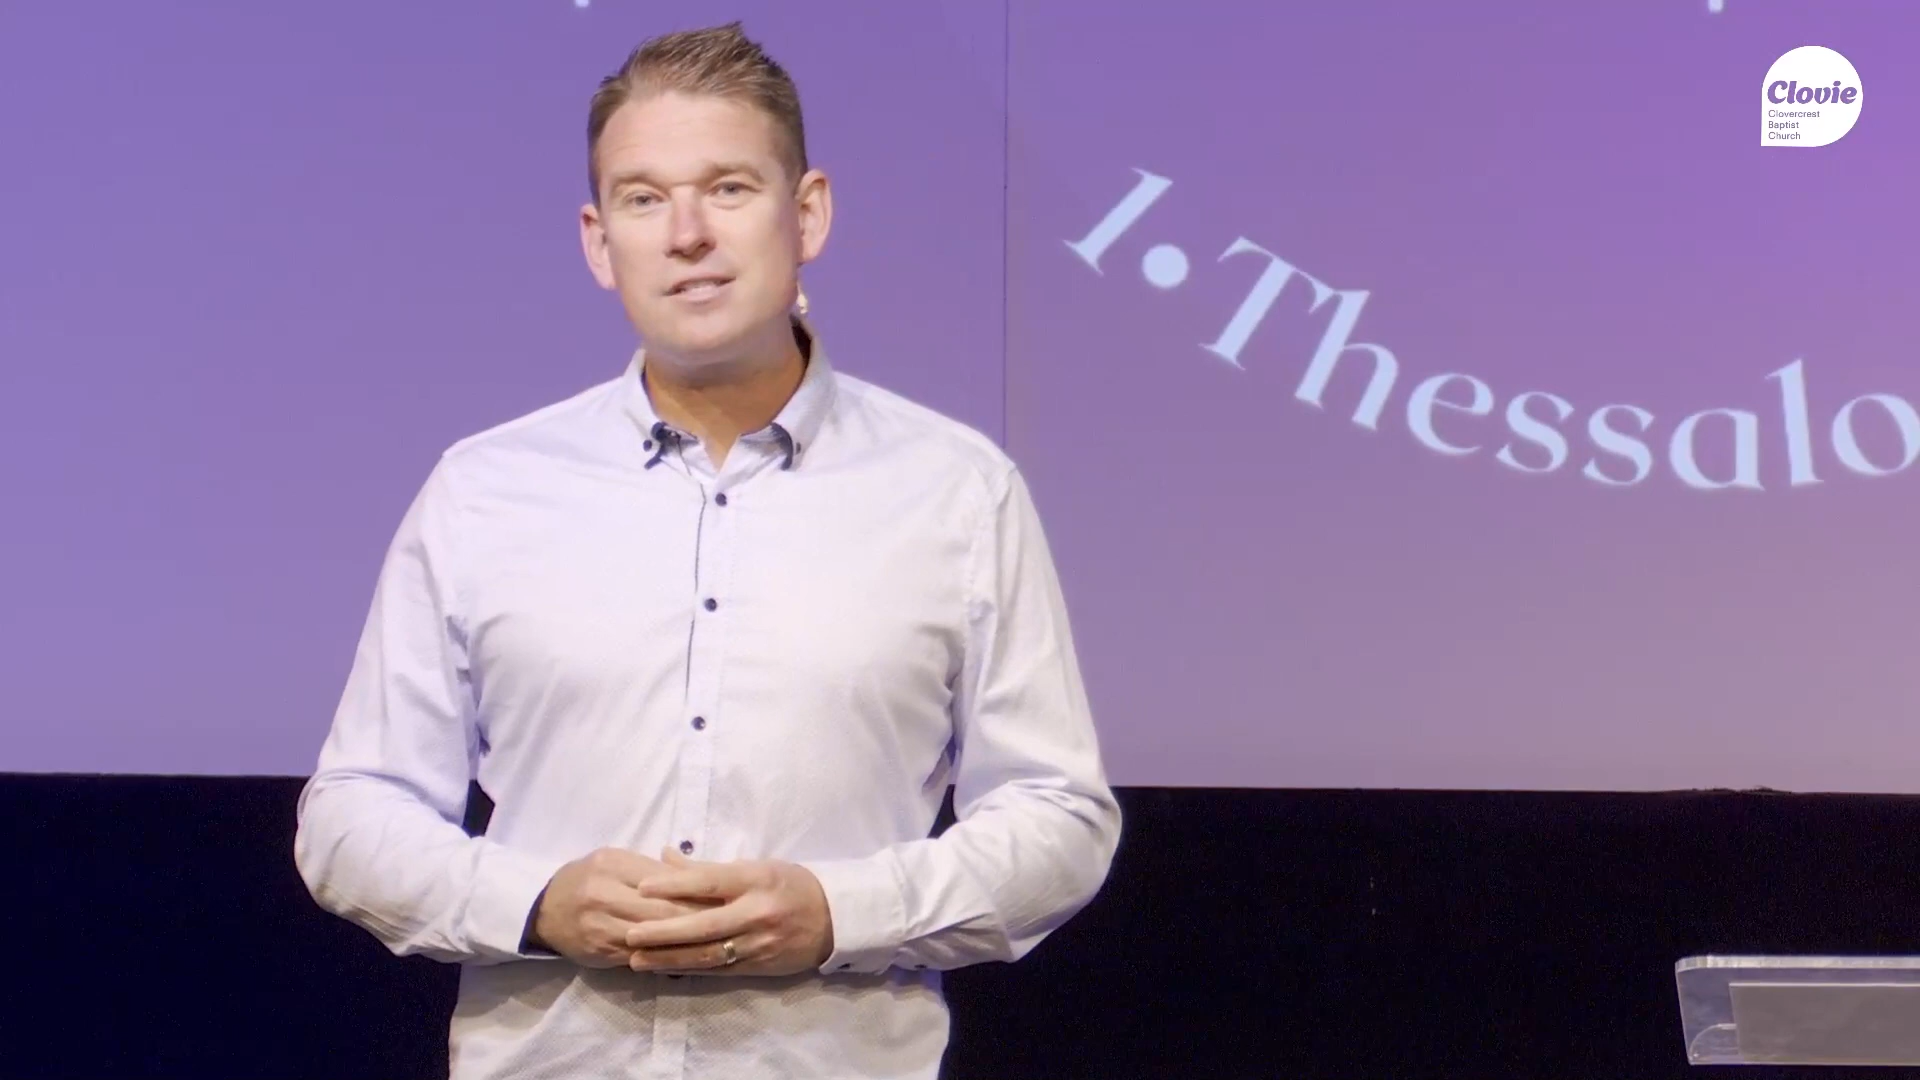 Clovie
Clovercrest
Baptist
Church
1•Thessalo